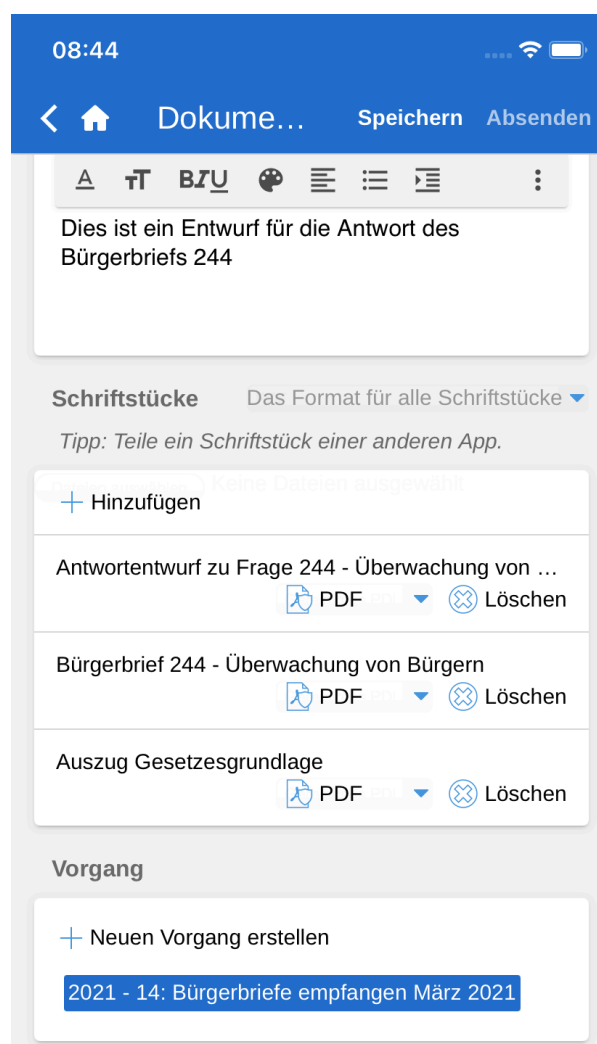 08:44
Dokume... Speichern Absenden
A TT BIU
Dies ist ein Entwurf für die Antwort des
Bürgerbriefs 244
Schriftstücke Das Format für alle Schriftstücke
Tipp: Teile ein Schriftstück einer anderen App.
Keine Dateien ausgewählt
Hinzufügen
Antwortentwurf zu Frage 244 - Überwachung von ...
PDF Löschen
Bürgerbrief 244 - Überwachung von Bürgern
PDF Löschen
Auszug Gesetzesgrundlage
PDF Löschen
Vorgang
Neuen Vorgang erstellen
2021 - 14: Bürgerbriefe empfangen März 2021